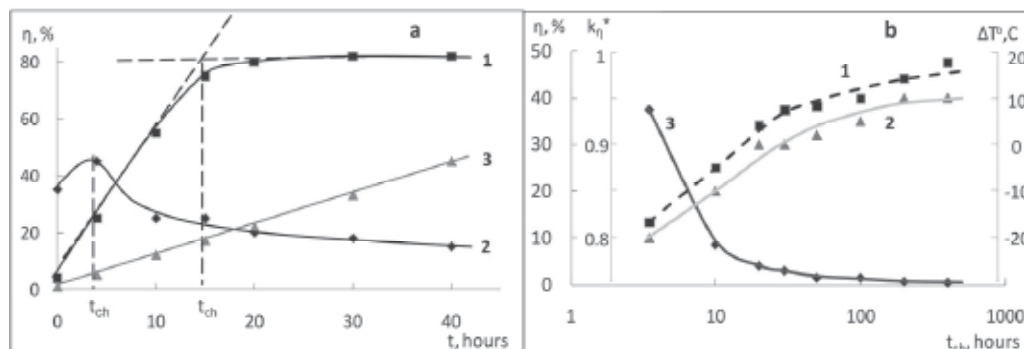 η, %
a
80
60
40
20
0
1
3
2
t_ch
t_ch
0 10 20 30 40
t, hours
η, % k_η* b ΔT°,C
50 1 20
40 10
30 0.9 0
20 -10
10 0.8 -20
0
1
2
3
1 10 100 1000
hours